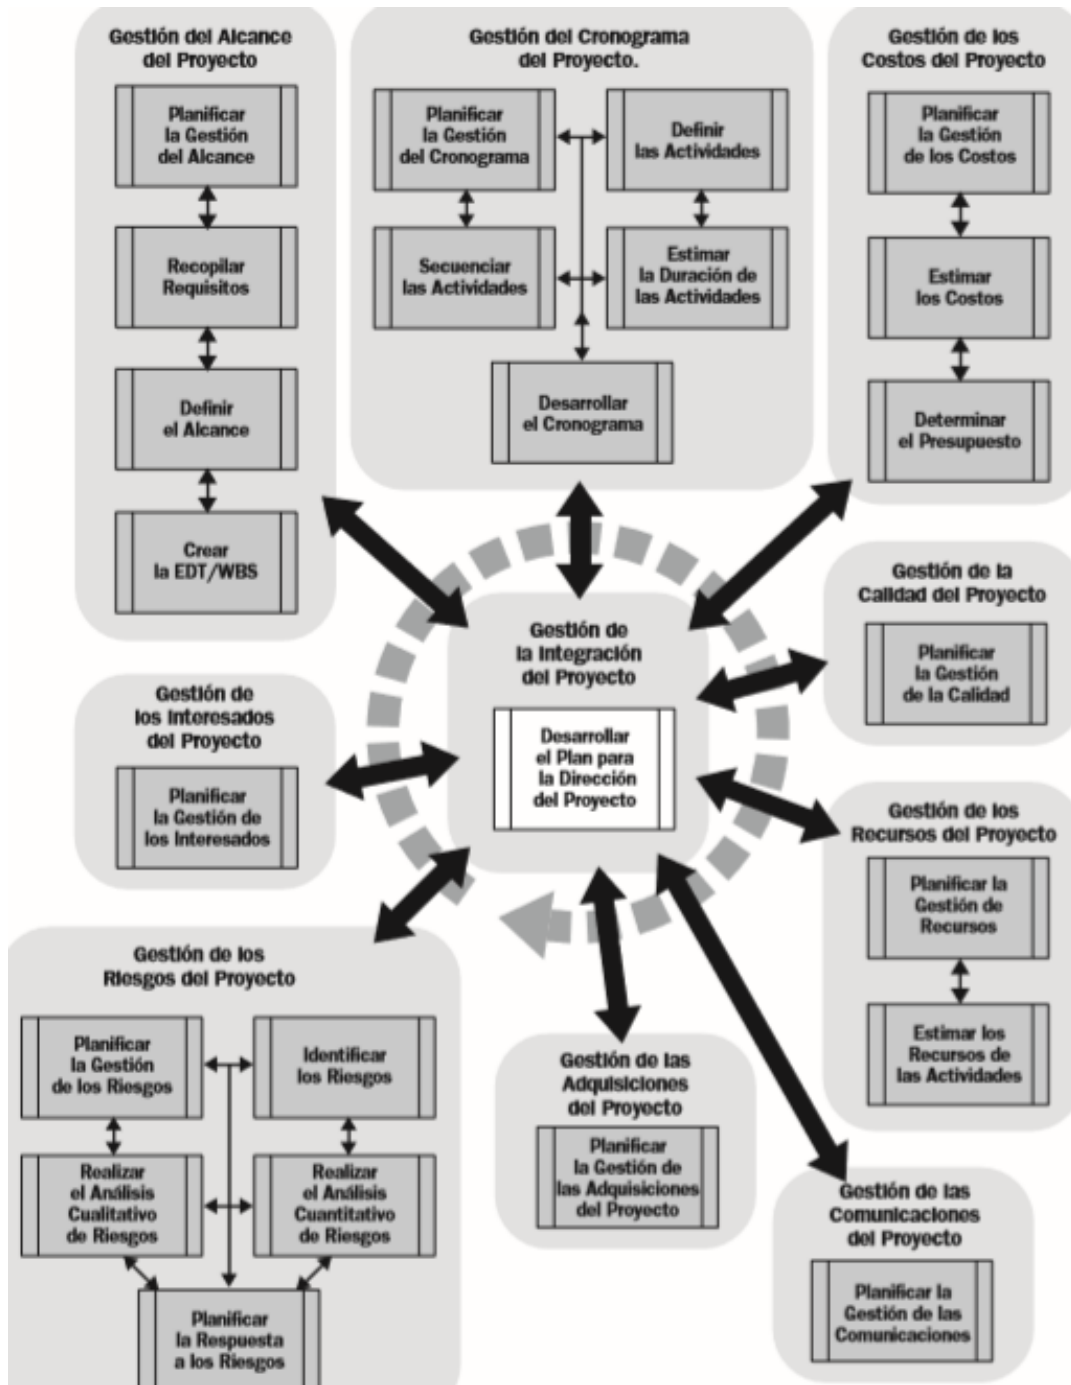 Gestión del Alcance
del Proyecto
Planificar
la Gestión
del Alcance
Recopilar
Requisitos
Definir
el Alcance
Crear
la EDT/WBS
Gestión del Cronograma
del Proyecto.
Planificar
la Gestión
del Cronograma
Definir
las Actividades
Secuenciar
las Actividades
Estimar
la Duración de
las Actividades
Desarrollar
el Cronograma
Gestión de los
Costos del Proyecto
Planificar
la Gestión
de los Costos
Estimar
los Costos
Determinar
el Presupuesto
Gestión de la
Calidad del Proyecto
Planificar
la Gestión
de la Calidad
Gestión de
la Integración
del Proyecto
Desarrollar
el Plan para
la Dirección
del Proyecto
Gestión de
los Interesados
del Proyecto
Planificar
la Gestión de
los Interesados
Gestión de los
Recursos del Proyecto
Planificar la
Gestión de
Recursos
Estimar los
Recursos de
las Actividades
Gestión de los
Riesgos del Proyecto
Planificar
la Gestión
de los Riesgos
Identificar
los Riesgos
Realizar
el Análisis
Cualitativo
de Riesgos
Realizar
el Análisis
Cuantitativo
de Riesgos
Planificar
la Respuesta
a los Riesgos
Gestión de las
Adquisiciones
del Proyecto
Planificar
la Gestión de
las Adquisiciones
del Proyecto
Gestión de las
Comunicaciones
del Proyecto
Planificar la
Gestión de las
Comunicaciones